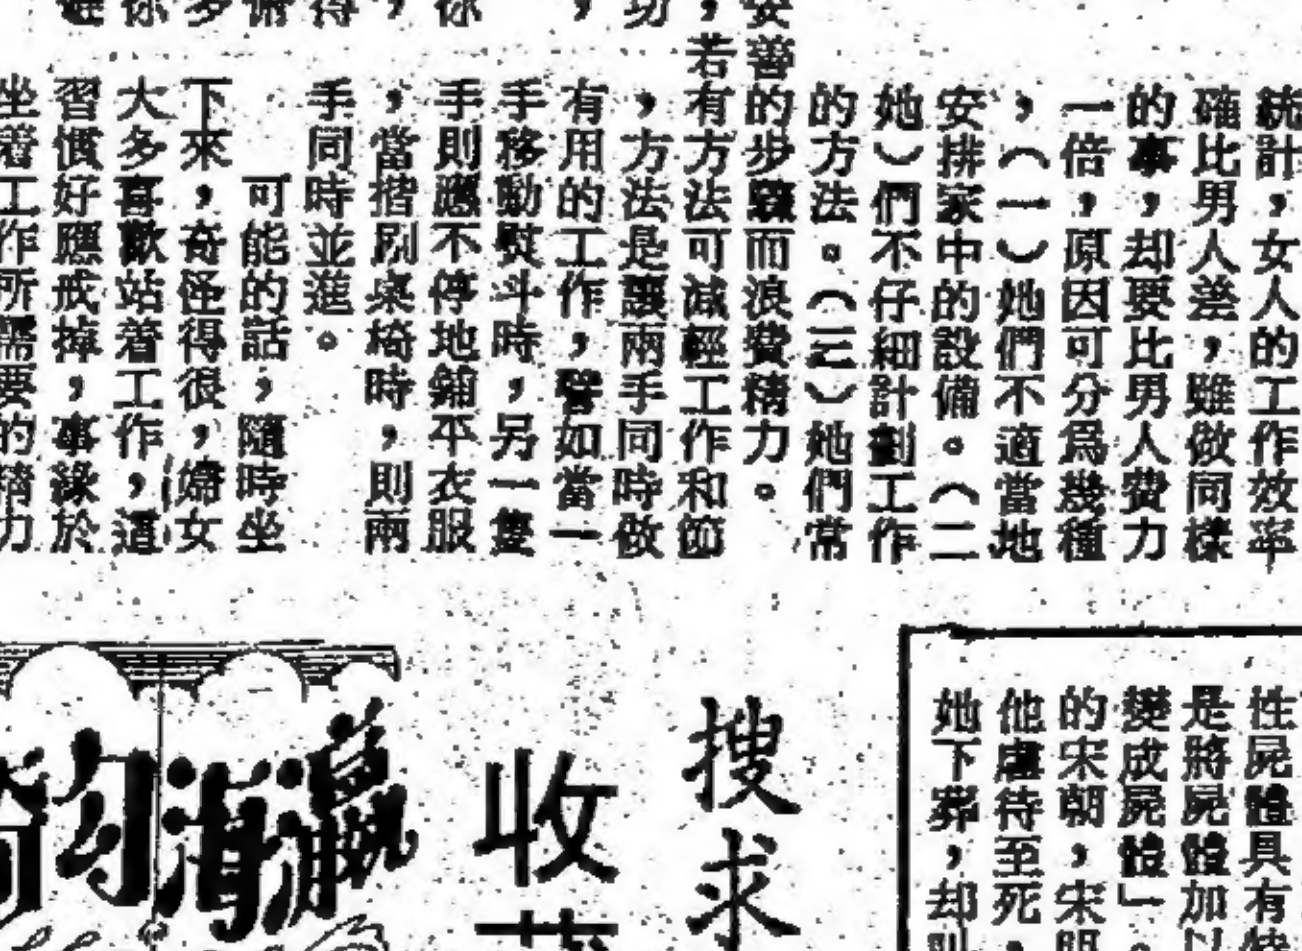 統計，女人的工作效率
確比男人差，雖做同樣
的事，却要比男人費力
一倍，原因可分爲幾種
，（一）她們不適當地
安排家中的設備。（二
她）們不仔細計劃工作
的方法。（三）她們常
安善的步驟而浪費精力。
，若有方法可減輕工作和節
，方法是讓兩手同時做
有用的工作，譬如當一
手移動熨斗時，另一隻
手則應不停地鋪平衣服
，當揩刷桌椅時，則兩
手同時並進。
可能的話，隨時坐
下來，奇怪得很，婦女
大多喜歡站着工作，這
習慣好應戒掉，事緣於
坐着工作所需要的精力
性屍體具有
是將屍體加以
變成屍體」。
的宋朝，宋明
他虐待至死，
她下葬，却叫
搜求
收
瀛海